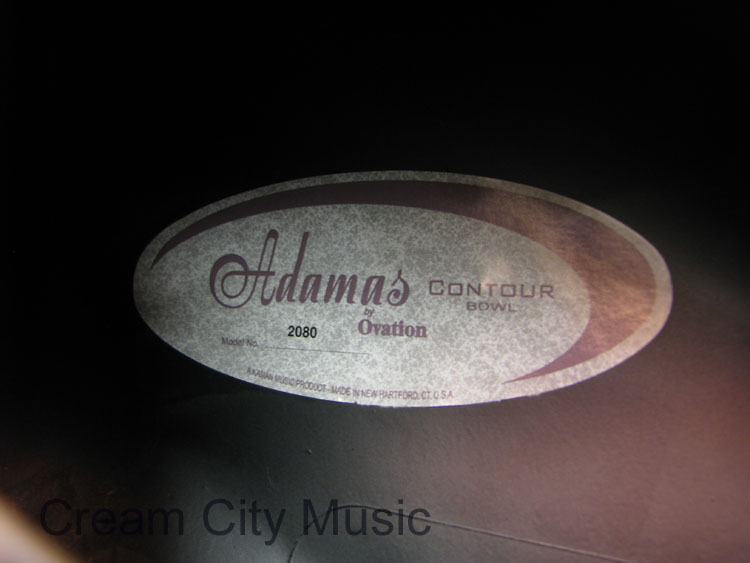 Adamas CONTOUR
BOWL
by
Ovation
Model No. 2080
A KAMAN MUSIC PRODUCT - MADE IN NEW HARTFORD, CT. U.S.A.
Cream City Music